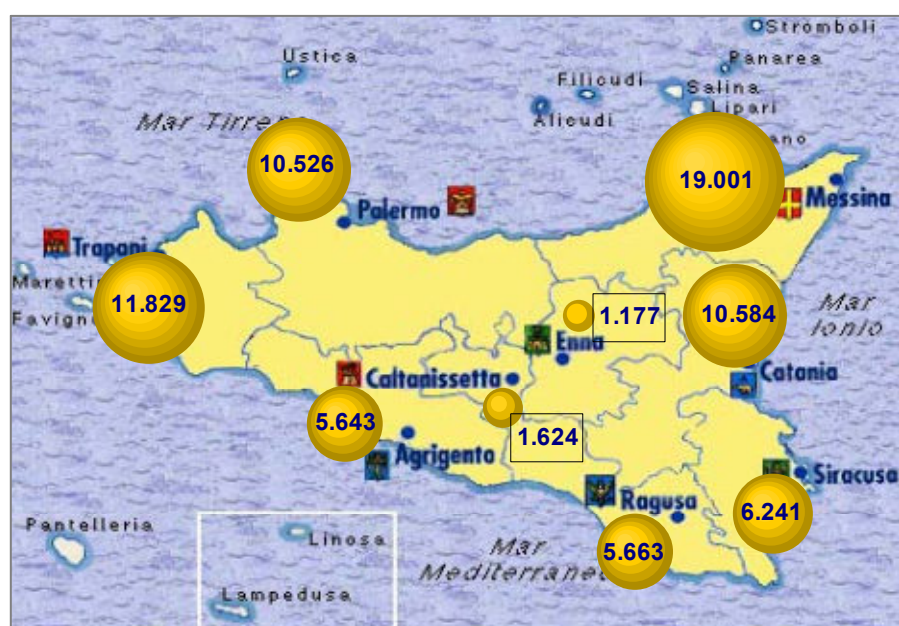 Stromboli
Ustica
Panarea
Filicudi
Salina
Lipari
Alicudi
Mar Tirreno
10.526
19.001
Messina
Palermo
Trapani
11.829
1.177
10.584
Mar
Ionio
Enna
Caltanissetta
Catania
5.643
1.624
Agrigento
Siracusa
Ragusa
6.241
Pantelleria
Linosa
5.663
Mar
Mediterraneo
Lampedusa